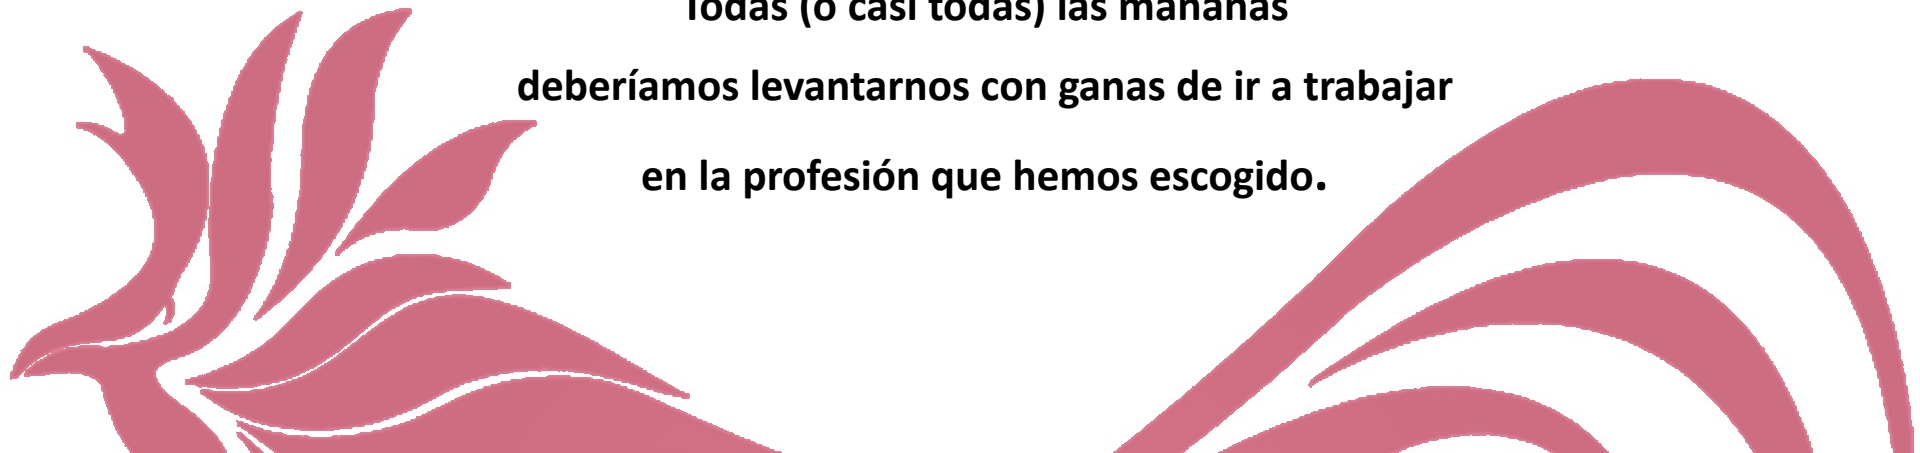 Todas (o casi todas) las mañanas
deberíamos levantarnos con ganas de ir a trabajar
en la profesión que hemos escogido.